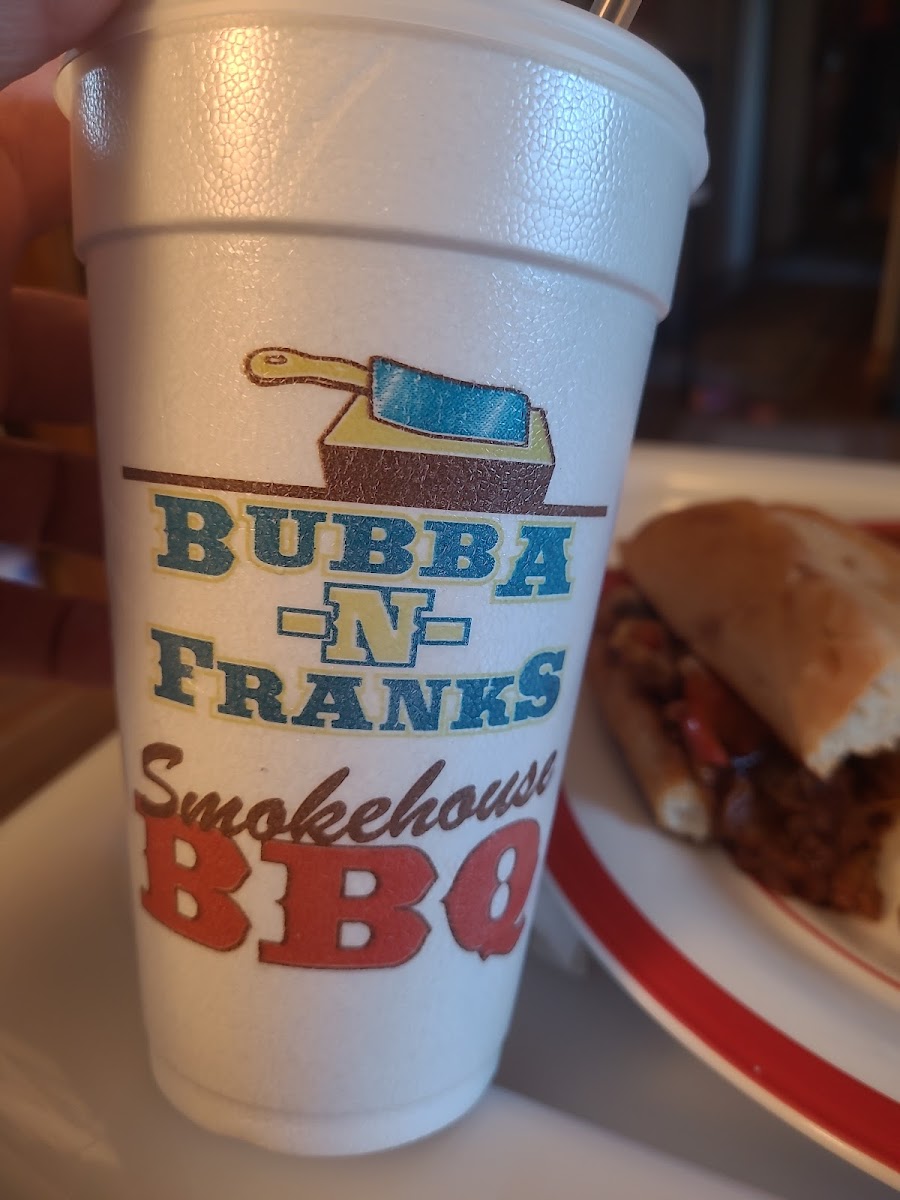 BUBBA
-N-
FRANKS
Smokehouse
BBQ